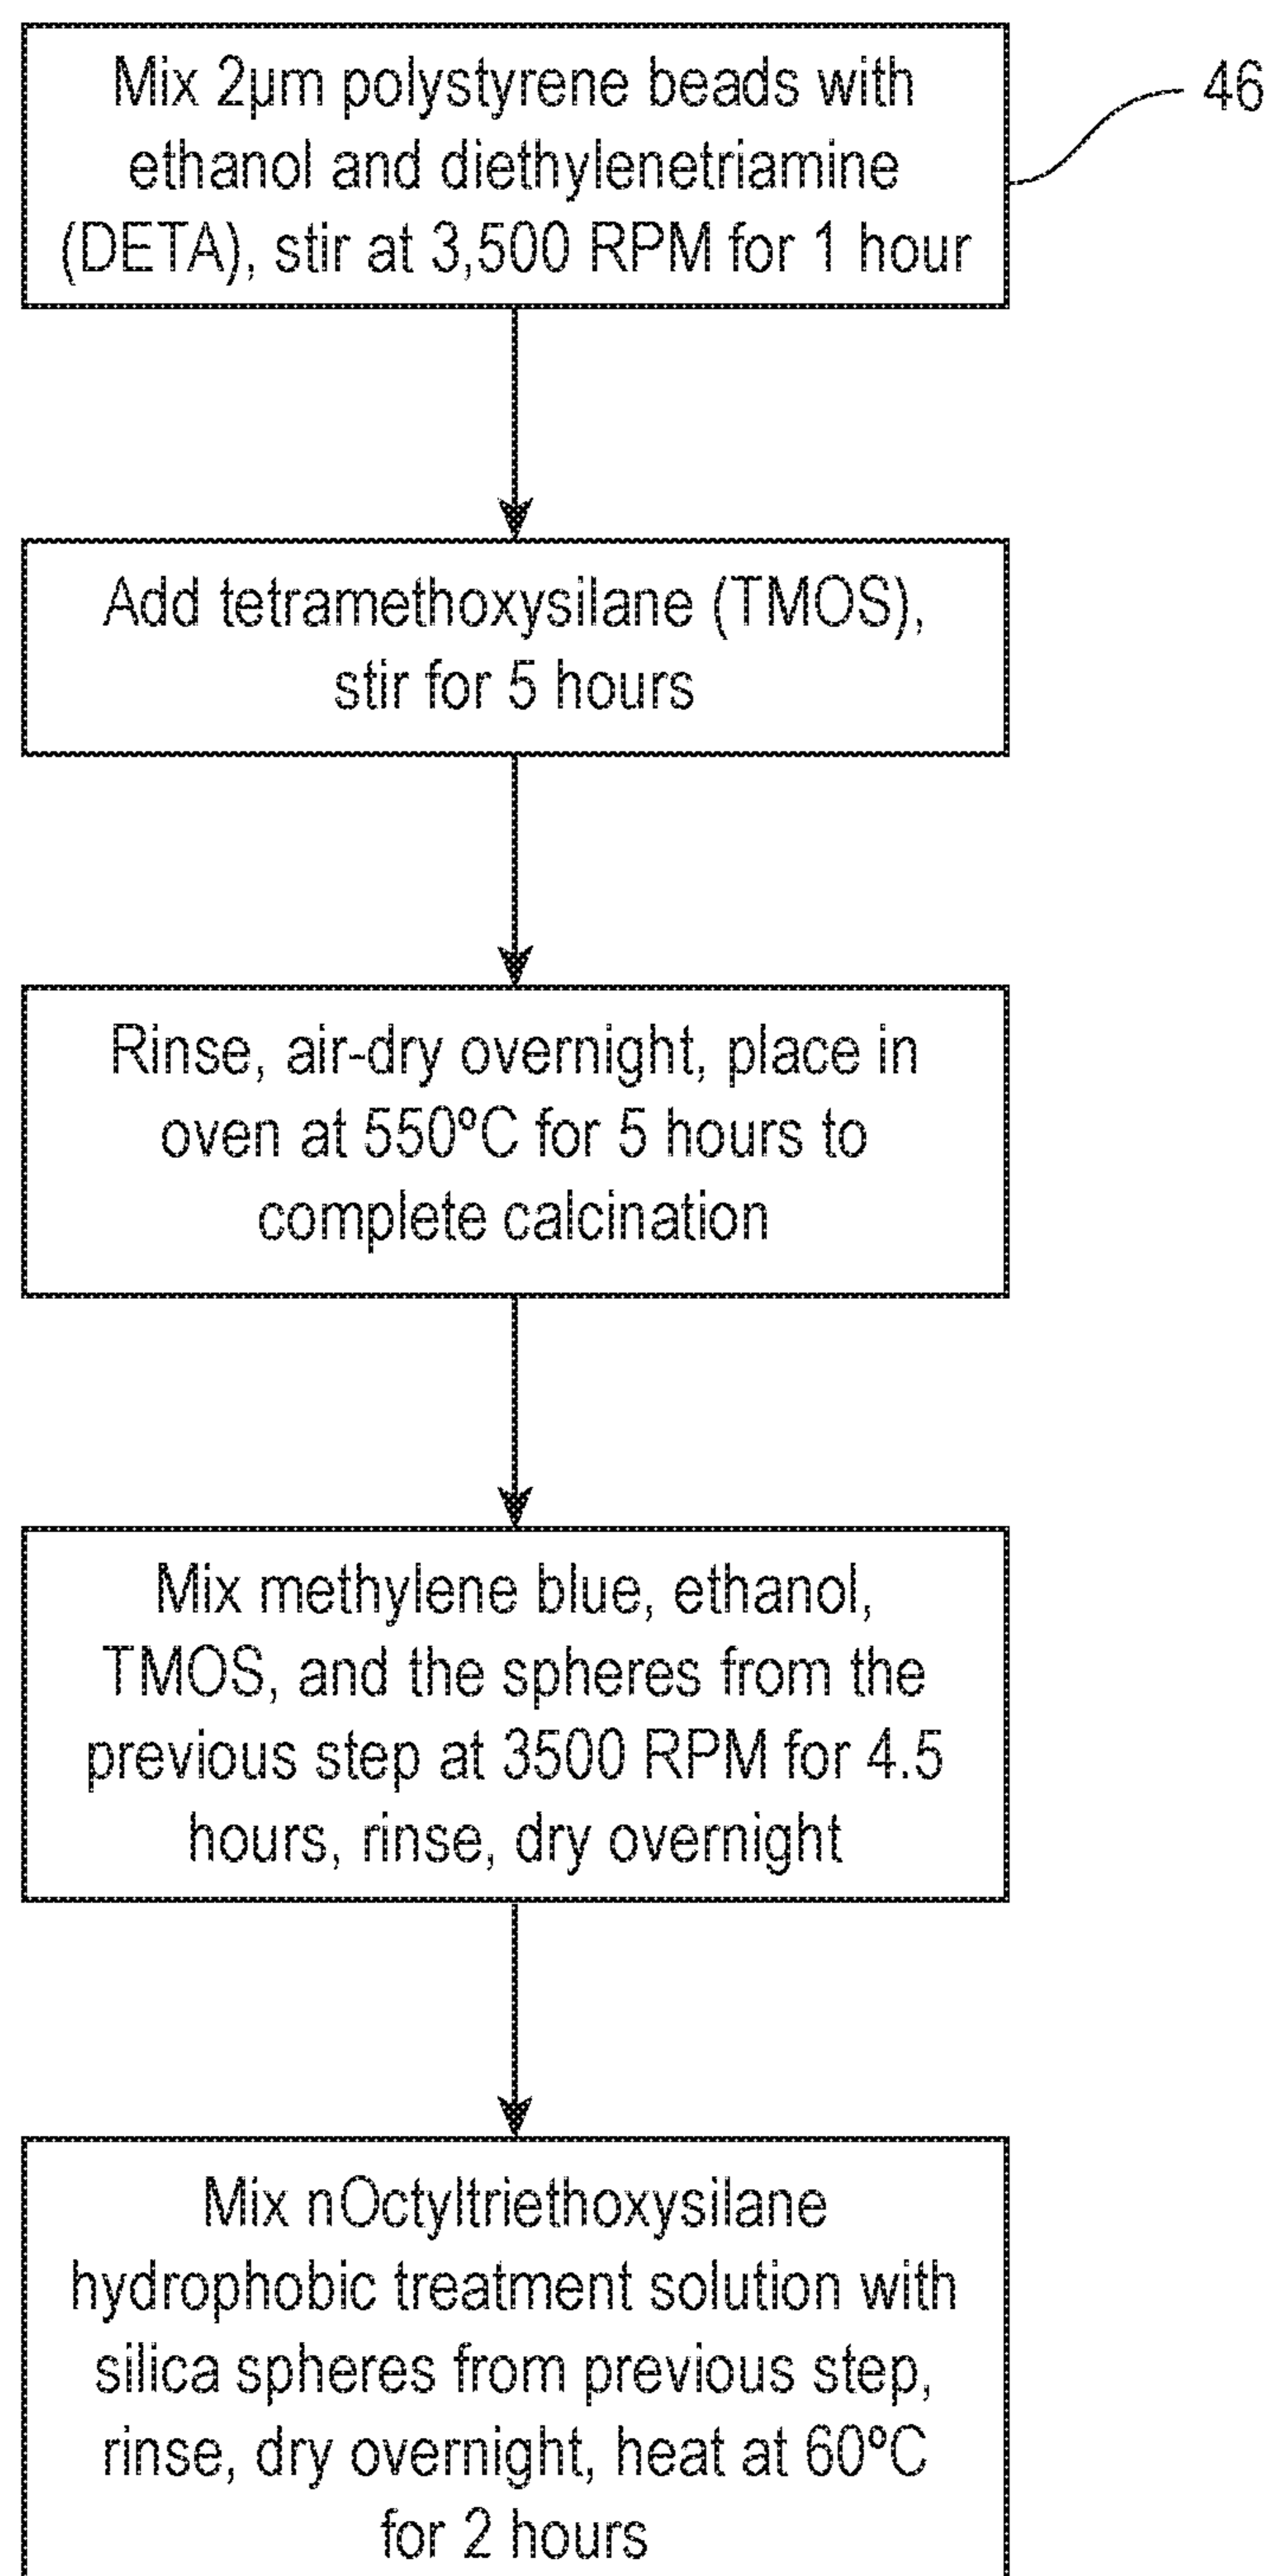 Mix 2µm polystyrene beads with
ethanol and diethylenetriamine
(DETA), stir at 3,500 RPM for 1 hour
46
Add tetramethoxysilane (TMOS),
stir for 5 hours
Rinse, air-dry overnight, place in
oven at 550ºC for 5 hours to
complete calcination
Mix methylene blue, ethanol,
TMOS, and the spheres from the
previous step at 3500 RPM for 4.5
hours, rinse, dry overnight
Mix nOctyltriethoxysilane
hydrophobic treatment solution with
silica spheres from previous step,
rinse, dry overnight, heat at 60ºC
for 2 hours